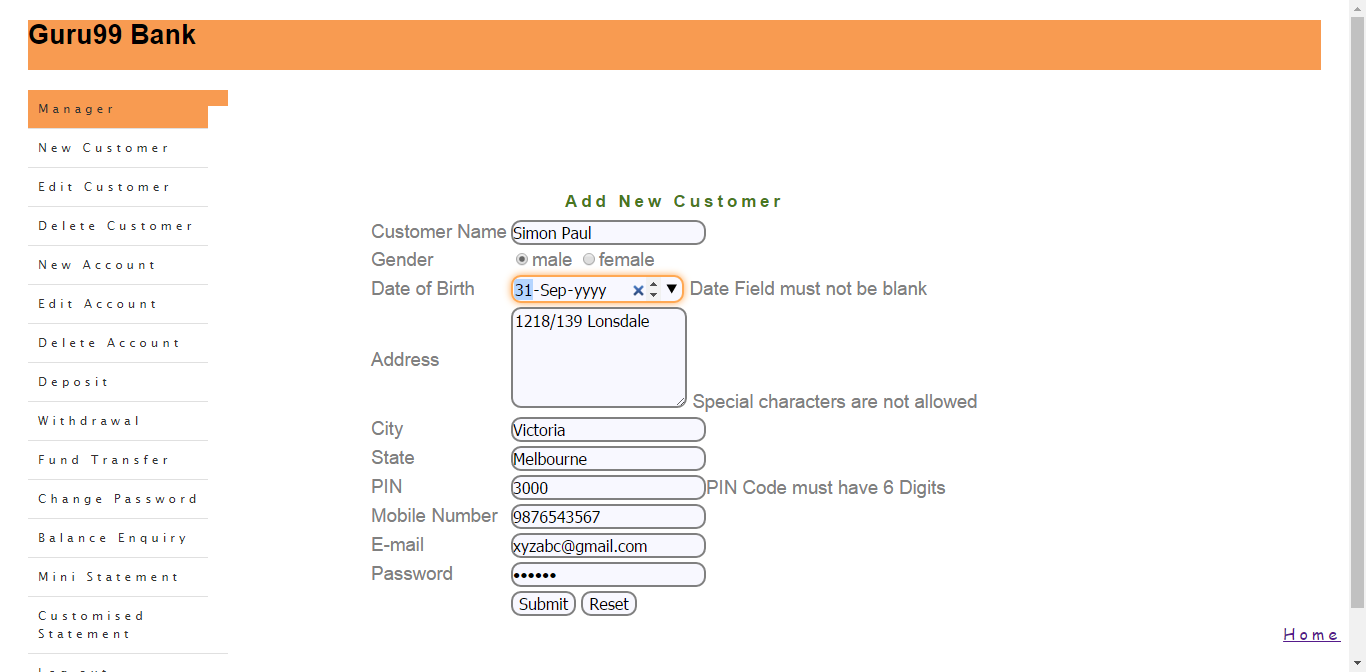 Guru99 Bank
Manager
New Customer
Edit Customer
Delete Customer
New Account
Edit Account
Delete Account
Deposit
Withdrawal
Fund Transfer
Change Password
Balance Enquiry
Mini Statement
Customised
Statement
Add New Customer
Customer Name Simon Paul
Gender male female
Date of Birth 31-Sep-yyyy Date Field must not be blank
Address 1218/139 Lonsdale
Special characters are not allowed
City Victoria
State Melbourne
PIN 3000 PIN Code must have 6 Digits
Mobile Number 9876543567
E-mail xyzabc@gmail.com
Password ••••••
Submit Reset
Home